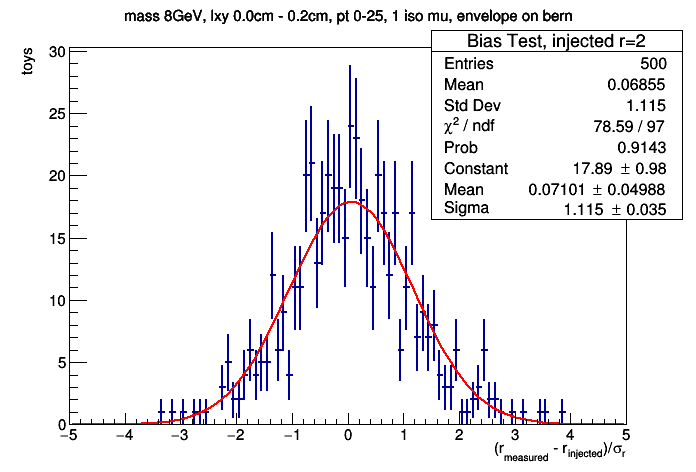 mass 8GeV, lxy 0.0cm - 0.2cm, pt 0-25, 1 iso mu, envelope on bern
Bias Test, injected r=2
Entries 500
Mean 0.06855
Std Dev 1.115
χ² / ndf 78.59 / 97
Prob 0.9143
Constant 17.89 ± 0.98
Mean 0.07101 ± 0.04988
Sigma 1.115 ± 0.035
toys
30
25
20
15
10
5
0
−5 −4 −3 −2 −1 0 1 2 3 4 5
(r_measured - r_injected)/σ_r